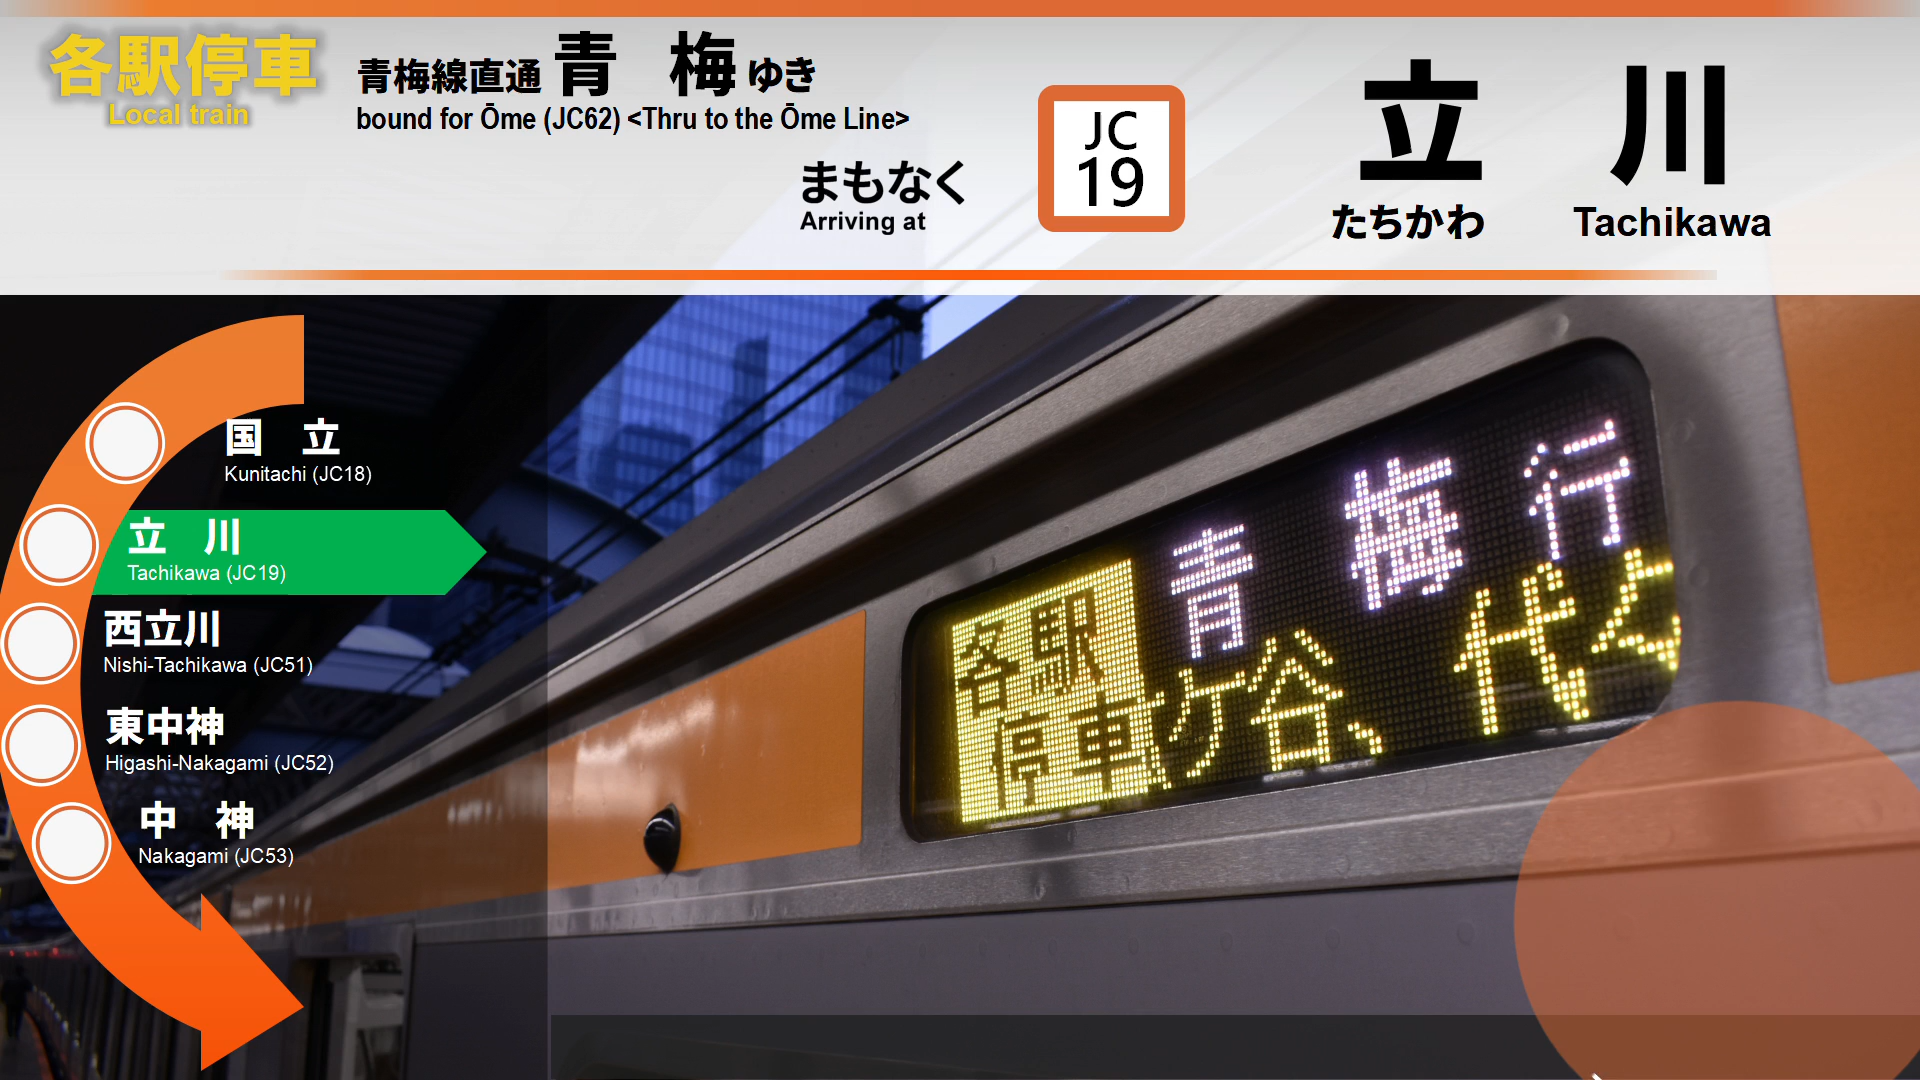 各駅停車
Local train
青梅線直通 青 梅 ゆき
bound for Ōme (JC62) <Thru to the Ōme Line>
まもなく
Arriving at
JC
19
立 川
たちかわ Tachikawa
国 立
Kunitachi (JC18)
立 川
Tachikawa (JC19)
西立川
Nishi-Tachikawa (JC51)
東中神
Higashi-Nakagami (JC52)
中 神
Nakagami (JC53)
各駅停車
青 梅 行
ケ谷、代々